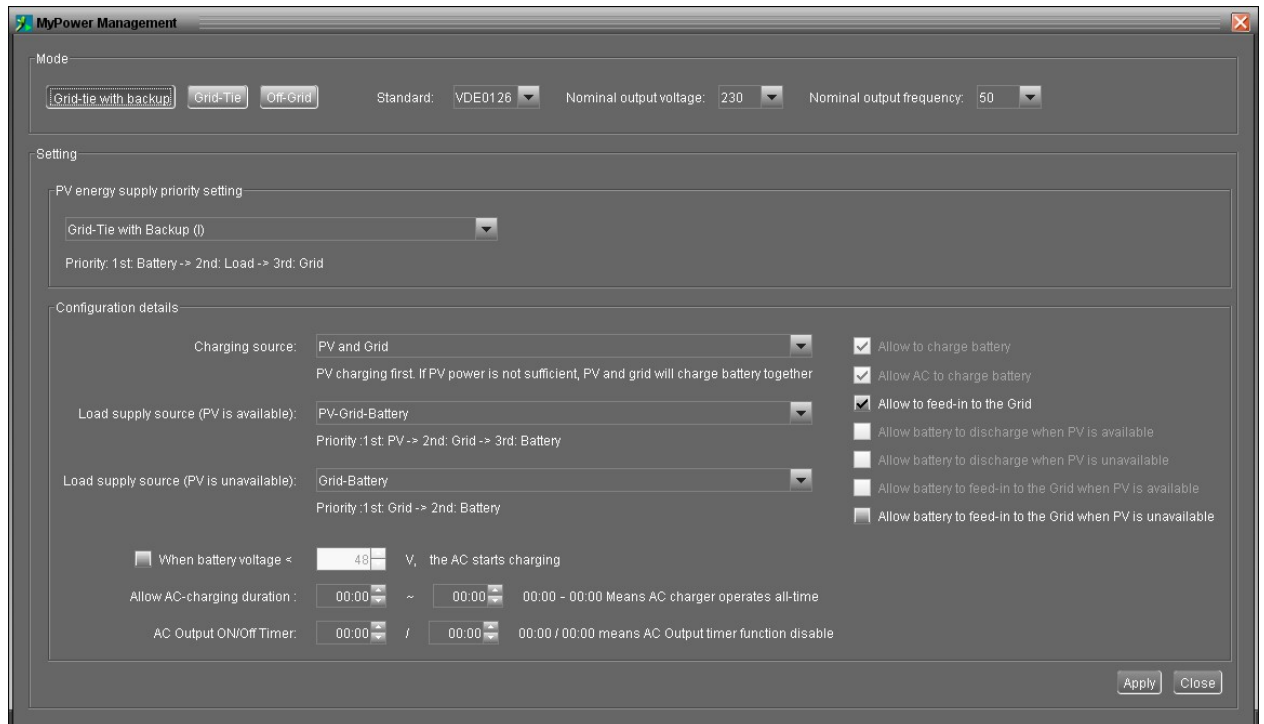 MyPower Management
Mode
Grid-tie with backup Grid-Tie Off-Grid Standard: VDE0126 Nominal output voltage: 230 Nominal output frequency: 50
Setting
PV energy supply priority setting
Grid-Tie with Backup (I)
Priority: 1st: Battery -> 2nd: Load -> 3rd: Grid
Configuration details
Charging source: PV and Grid
PV charging first. If PV power is not sufficient, PV and grid will charge battery together
Load supply source (PV is available): PV-Grid-Battery
Priority :1st: PV -> 2nd: Grid -> 3rd: Battery
Load supply source (PV is unavailable): Grid-Battery
Priority :1st: Grid -> 2nd: Battery
Allow to charge battery
Allow AC to charge battery
Allow to feed-in to the Grid
Allow battery to discharge when PV is available
Allow battery to discharge when PV is unavailable
Allow battery to feed-in to the Grid when PV is available
Allow battery to feed-in to the Grid when PV is unavailable
When battery voltage < 48 V, the AC starts charging
Allow AC-charging duration : 00:00 ~ 00:00 00:00 - 00:00 Means AC charger operates all-time
AC Output ON/Off Timer: 00:00 / 00:00 00:00 / 00:00 means AC Output timer function disable
Apply Close